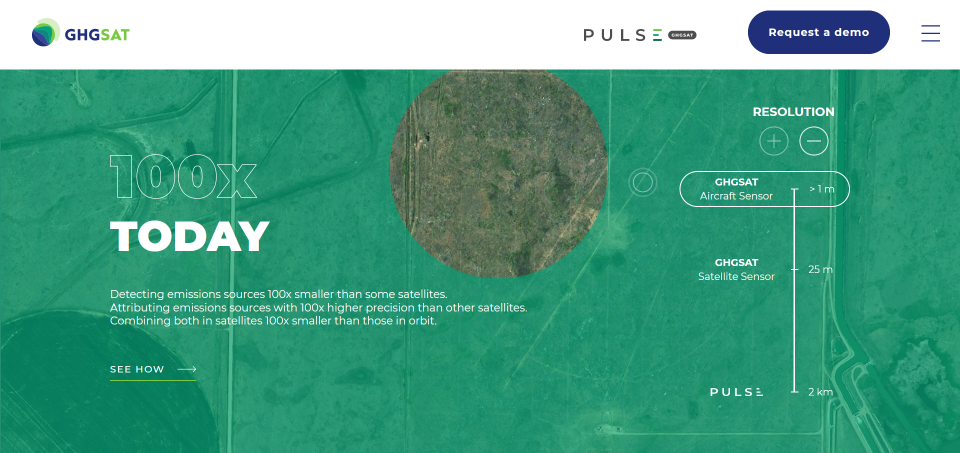 GHGSAT
PULSE GHGSAT
Request a demo
RESOLUTION
100x
TODAY
GHGSAT
Aircraft Sensor
> 1 m
GHGSAT
Satellite Sensor
25 m
Detecting emissions sources 100x smaller than some satellites.
Attributing emissions sources with 100x higher precision than other satellites.
Combining both in satellites 100x smaller than those in orbit.
SEE HOW
PULSE
2 km